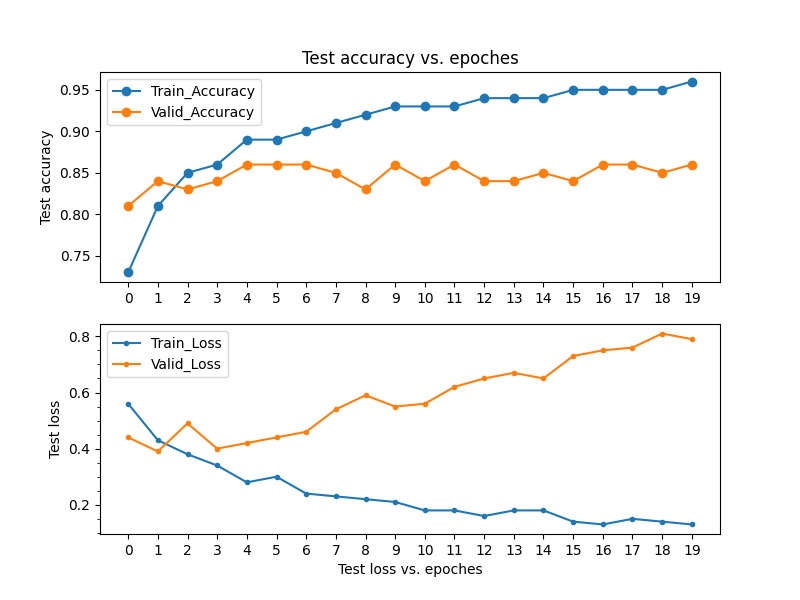 Test accuracy vs. epoches
Train_Accuracy
Valid_Accuracy
Test accuracy
0.95
0.90
0.85
0.80
0.75
0 1 2 3 4 5 6 7 8 9 10 11 12 13 14 15 16 17 18 19
Train_Loss
Valid_Loss
Test loss
0.8
0.6
0.4
0.2
0 1 2 3 4 5 6 7 8 9 10 11 12 13 14 15 16 17 18 19
Test loss vs. epoches